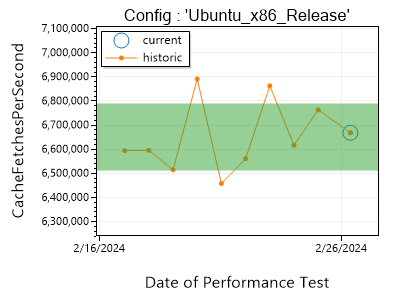 Config : 'Ubuntu_x86_Release'
7,100,000
7,000,000
6,900,000
6,800,000
6,700,000
6,600,000
6,500,000
6,400,000
6,300,000
CacheFetchesPerSecond
current
historic
2/16/2024
2/26/2024
Date of Performance Test